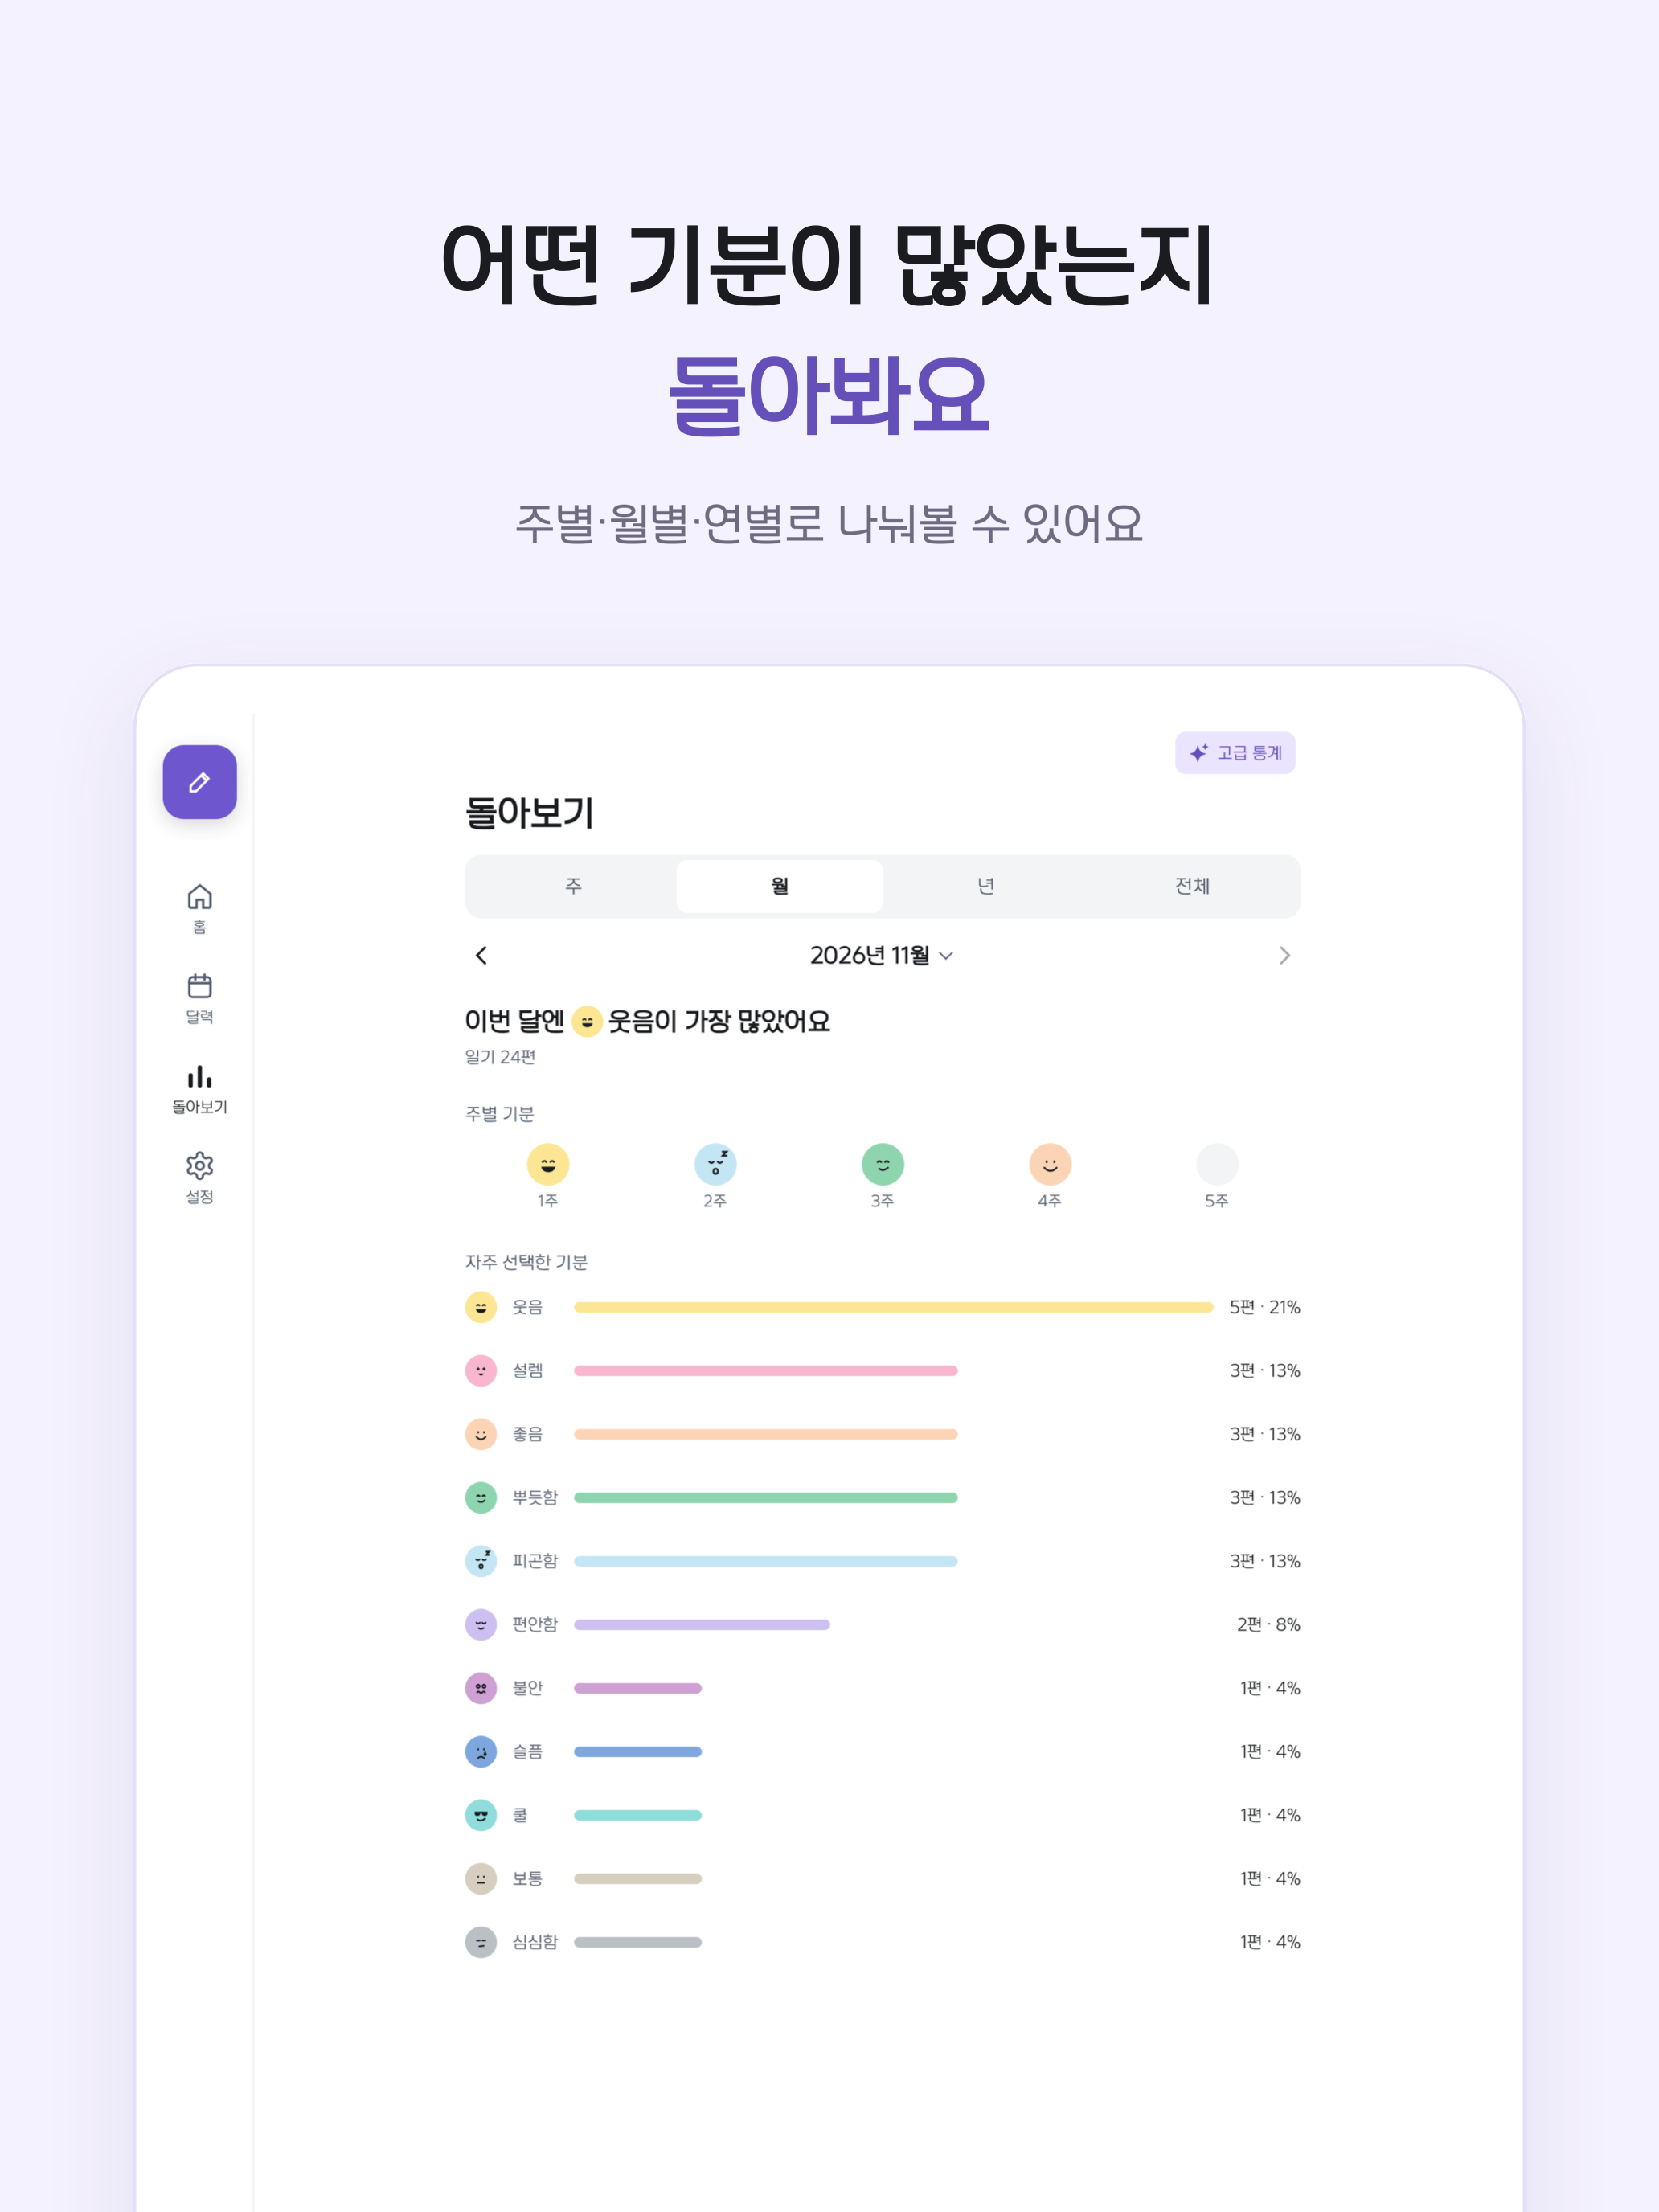 어떤 기분이 많았는지
돌아봐요
주별·월별·연별로 나눠볼 수 있어요
고급 통계
돌아보기
주 월 년 전체
2026년 11월
이번 달엔 웃음이 가장 많았어요
일기 24편
주별 기분
1주 2주 3주 4주 5주
자주 선택한 기분
웃음 5편 · 21%
설렘 3편 · 13%
좋음 3편 · 13%
뿌듯함 3편 · 13%
피곤함 3편 · 13%
편안함 2편 · 8%
불안 1편 · 4%
슬픔 1편 · 4%
쿨 1편 · 4%
보통 1편 · 4%
심심함 1편 · 4%
홈
달력
돌아보기
설정